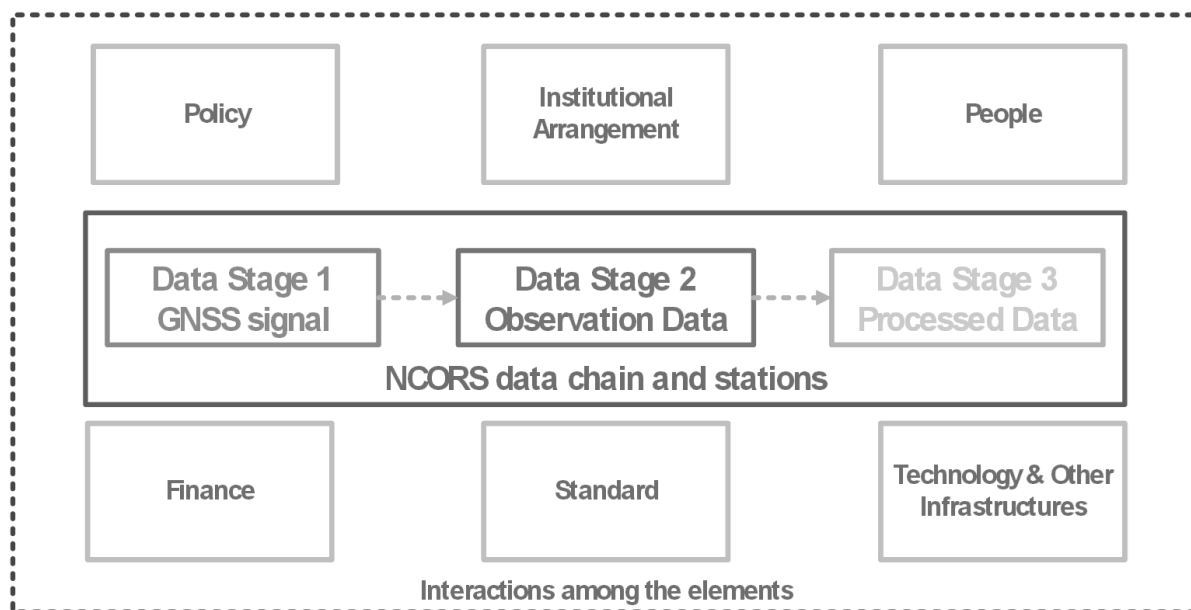 Policy
Institutional
Arrangement
People
Data Stage 1
GNSS signal
Data Stage 2
Observation Data
Data Stage 3
Processed Data
NCORS data chain and stations
Finance
Standard
Technology & Other
Infrastructures
Interactions among the elements